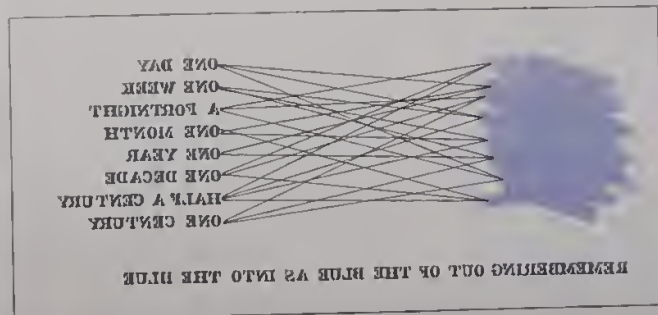 ONE DAY
ONE WEEK
A FORTNIGHT
ONE MONTH
ONE YEAR
ONE DECADE
HALF A CENTURY
ONE CENTURY
REMEMBERING OUT OF THE BLUE AS INTO THE BLUE